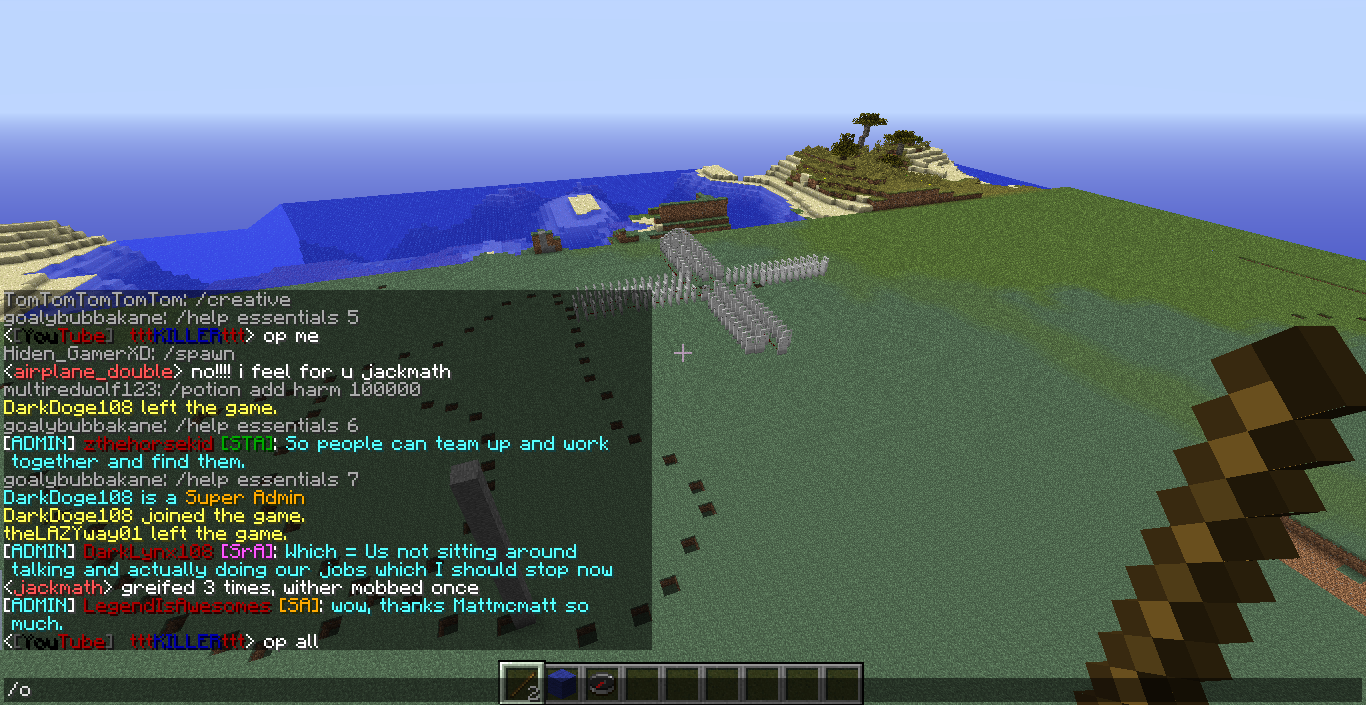 TomTomTomTomTom: /creative
goalybubbakane: /help essentials 5
<[YouTube] tttKILLERttt> op me
Hiden_GamerXD: /spawn
<airplane_double> no!!!! i feel for u jackmath
multiredwolf123: /potion add harm 100000
DarkDoge108 left the game.
goalybubbakane: /help essentials 6
[ADMIN] zthehorsekid [STA]: So people can team up and work
together and find them.
goalybubbakane: /help essentials 7
DarkDoge108 is a Super Admin
DarkDoge108 joined the game.
theLAZYway01 left the game.
[ADMIN] DarkLynx108 [SrA]: Which = Us not sitting around
talking and actually doing our jobs which I should stop now
<jackmath> greifed 3 times, wither mobbed once
[ADMIN] LegendIsAwesomes [SA]: wow, thanks Mattmcmatt so
much.
<[YouTube] tttKILLERttt> op all
2
/o